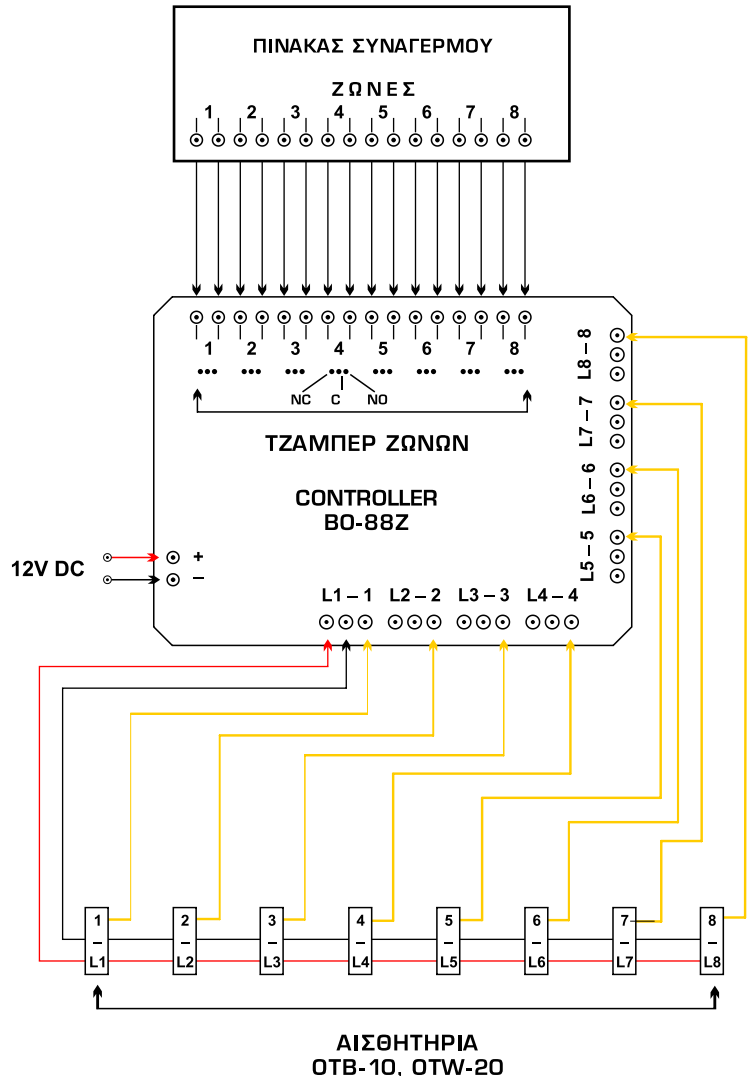 ΠΙΝΑΚΑΣ ΣΥΝΑΓΕΡΜΟΥ
ΖΩΝΕΣ
1 2 3 4 5 6 7 8
1 2 3 4 5 6 7 8
NC C NO
ΤΖΑΜΠΕΡ ΖΩΝΩΝ
CONTROLLER
BO-88Z
L8 – 8
L7 – 7
L6 – 6
L5 – 5
12V DC
+
–
L1 – 1 L2 – 2 L3 – 3 L4 – 4
1 2 3 4 5 6 7 8
– – – – – – – –
L1 L2 L3 L4 L5 L6 L7 L8
ΑΙΣΘΗΤΗΡΙΑ
OTB-10, OTW-20